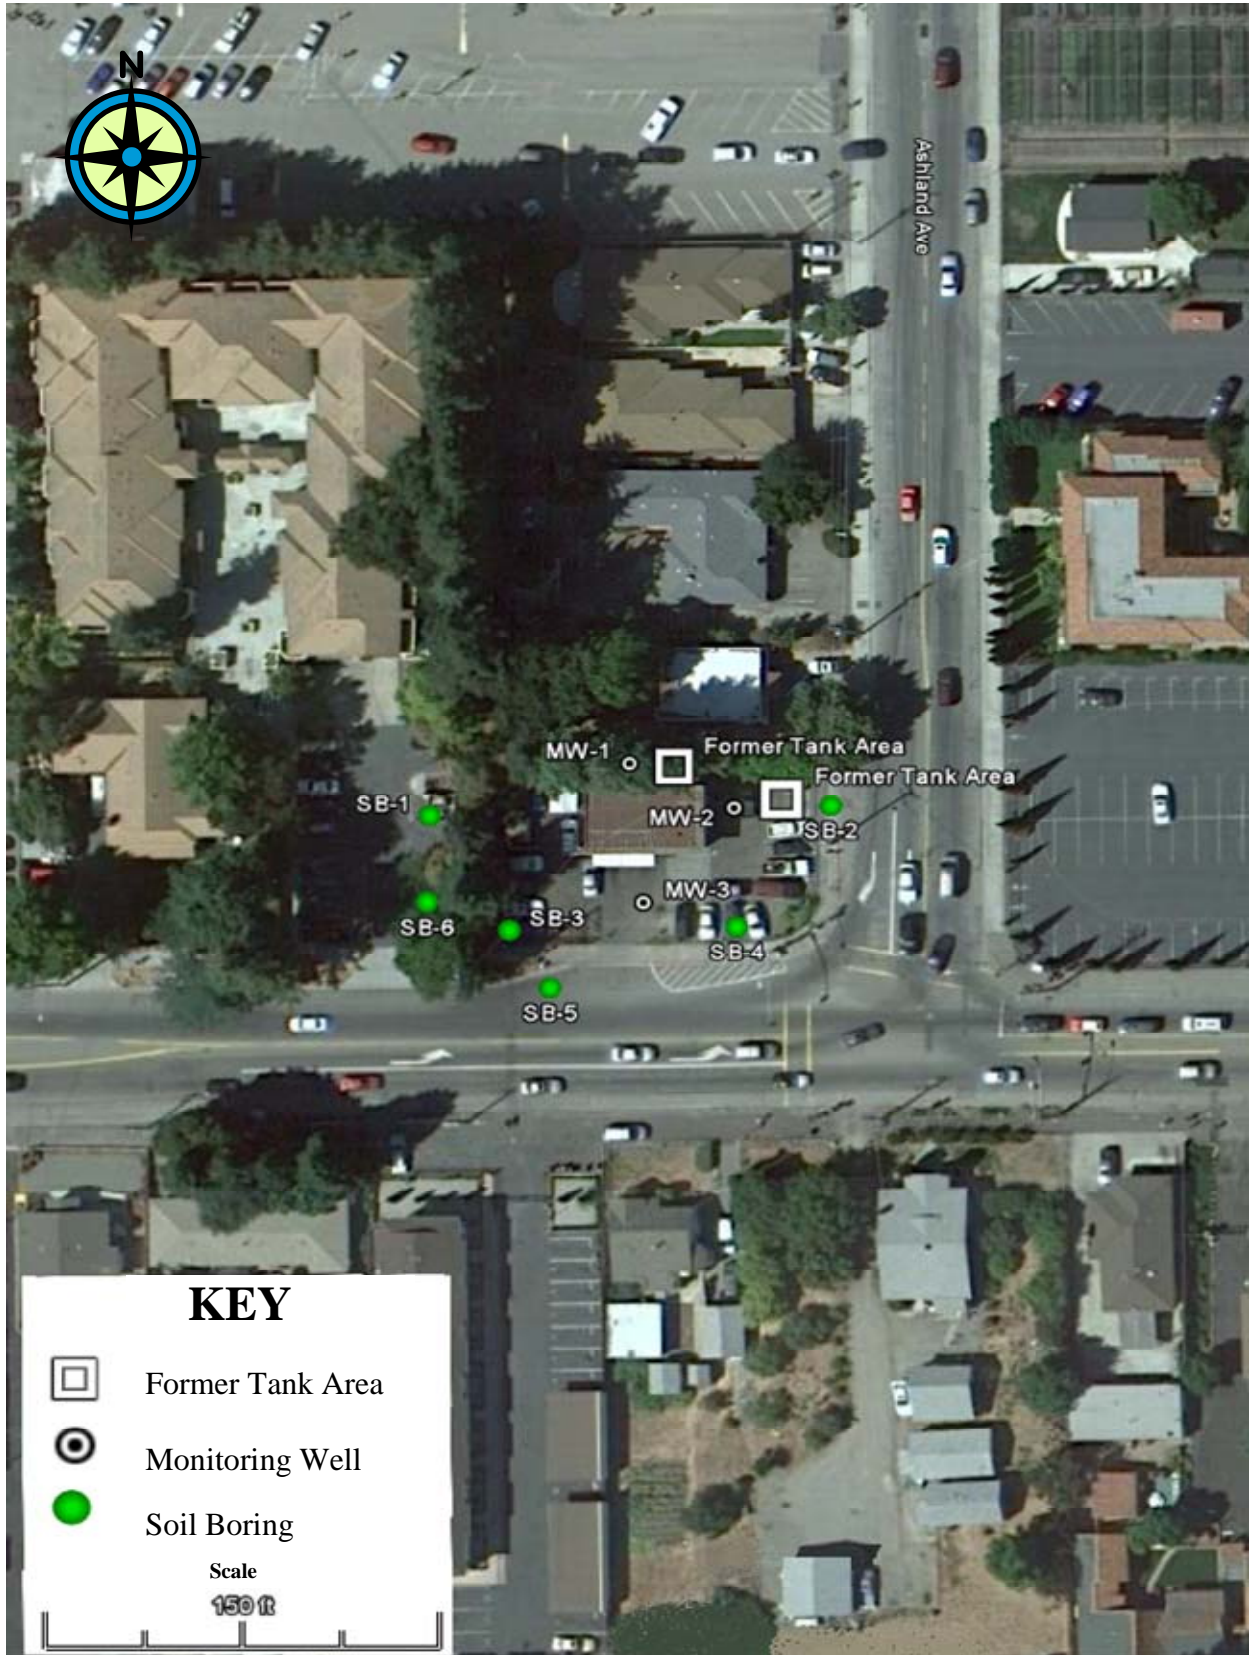 N
Ashland Ave
MW-1
Former Tank Area
Former Tank Area
SB-1
MW-2
SB-2
MW-3
SB-3
SB-6
SB-4
SB-5
KEY
Former Tank Area
Monitoring Well
Soil Boring
Scale
150 ft